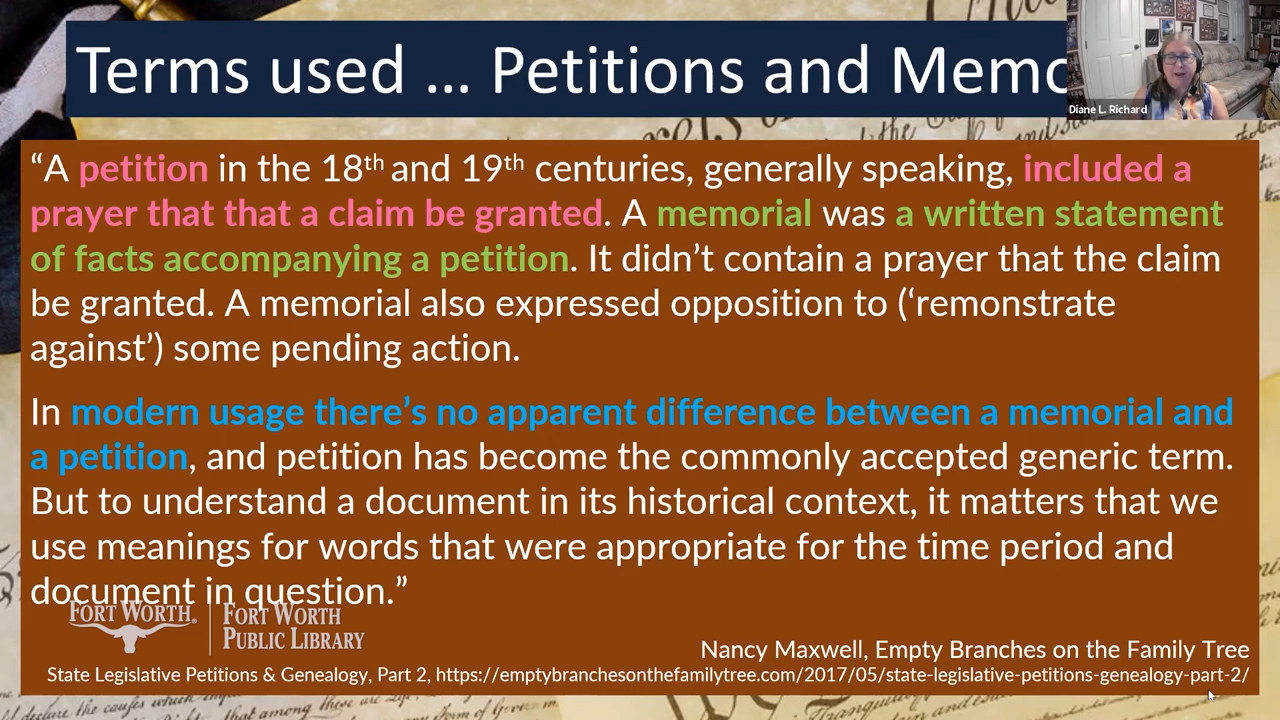 Terms used … Petitions and Memo
Diane L. Richard
“A petition in the 18th and 19th centuries, generally speaking, included a
prayer that that a claim be granted. A memorial was a written statement
of facts accompanying a petition. It didn’t contain a prayer that the claim
be granted. A memorial also expressed opposition to (‘remonstrate
against’) some pending action.
In modern usage there’s no apparent difference between a memorial and
a petition, and petition has become the commonly accepted generic term.
But to understand a document in its historical context, it matters that we
use meanings for words that were appropriate for the time period and
document in question.”
FORT WORTH®
FORT WORTH
PUBLIC LIBRARY
Nancy Maxwell, Empty Branches on the Family Tree
State Legislative Petitions & Genealogy, Part 2, https://emptybranchesonthefamilytree.com/2017/05/state-legislative-petitions-genealogy-part-2/